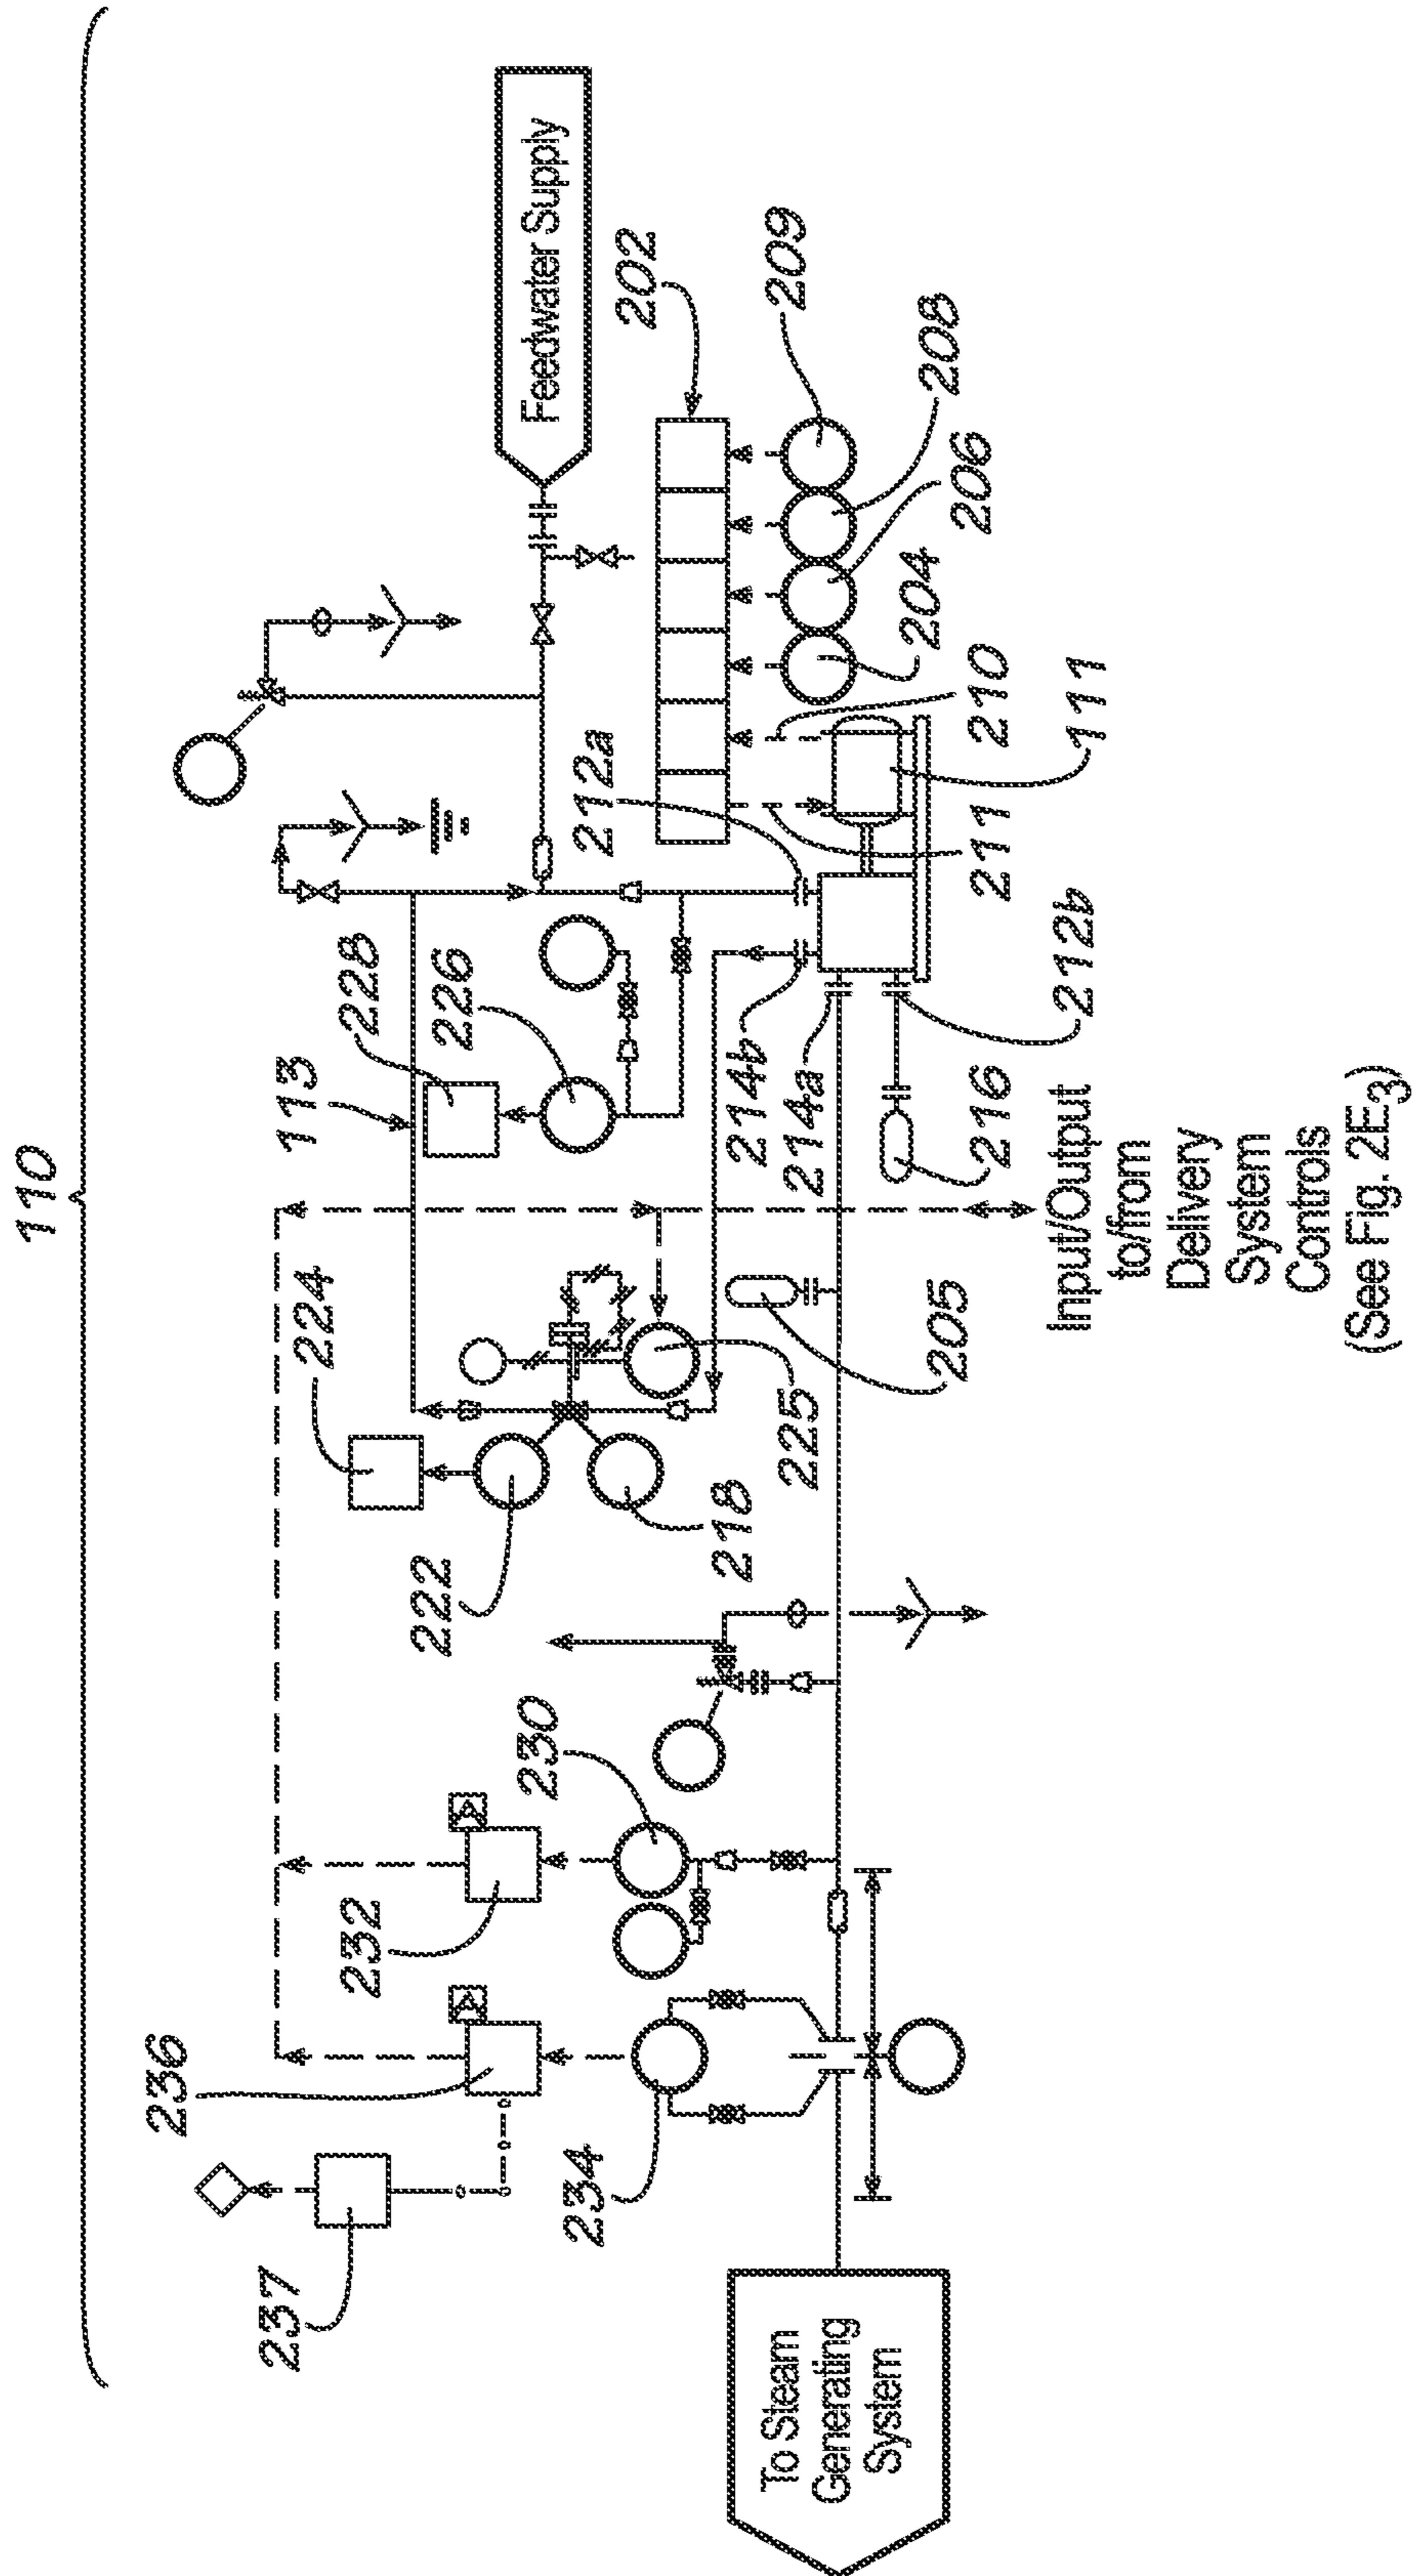 110
Feedwater Supply
202
209
208
206
204
210
111
211
212a
212b
228
226
113
214b
214a
216
Input/Output
to/from
Delivery
System
Controls
(See Fig. 2E3)
224
225
205
222
218
230
232
236
234
237
A
A
To Steam
Generating
System